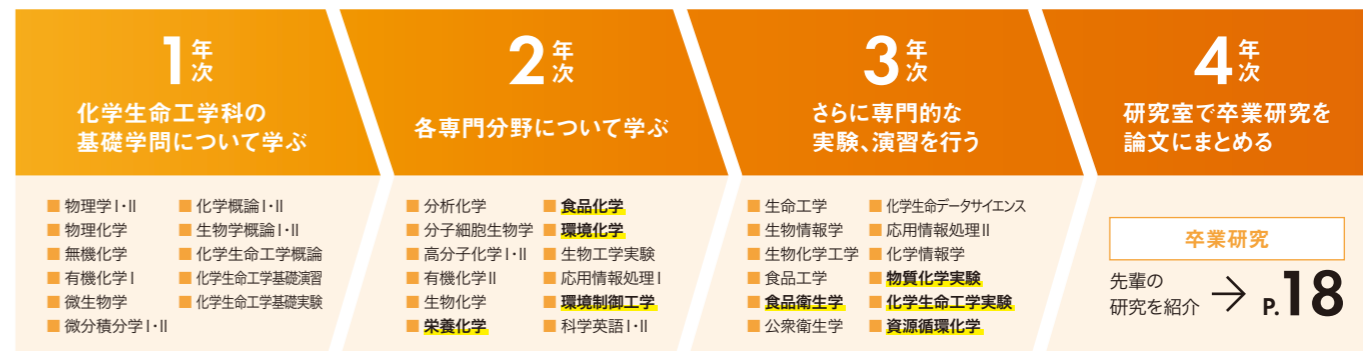 1年次
化学生命工学科の
基礎学問について学ぶ
■ 物理学Ⅰ・Ⅱ
■ 物理化学
■ 無機化学
■ 有機化学Ⅰ
■ 微生物学
■ 微分積分学Ⅰ・Ⅱ
■ 化学概論Ⅰ・Ⅱ
■ 生物学概論Ⅰ・Ⅱ
■ 化学生命工学概論
■ 化学生命工学基礎演習
■ 化学生命工学基礎実験
2年次
各専門分野について学ぶ
■ 分析化学
■ 分子細胞生物学
■ 高分子化学Ⅰ・Ⅱ
■ 有機化学Ⅱ
■ 生物化学
■ 栄養化学
■ 食品化学
■ 環境化学
■ 生物工学実験
■ 応用情報処理Ⅰ
■ 環境制御工学
■ 科学英語Ⅰ・Ⅱ
3年次
さらに専門的な
実験、演習を行う
■ 生命工学
■ 生物情報学
■ 生物化学工学
■ 食品工学
■ 食品衛生学
■ 公衆衛生学
■ 化学生命データサイエンス
■ 応用情報処理Ⅱ
■ 化学情報学
■ 物質化学実験
■ 化学生命工学実験
■ 資源循環化学
4年次
研究室で卒業研究を
論文にまとめる
卒業研究
先輩の
研究を紹介 → P.18